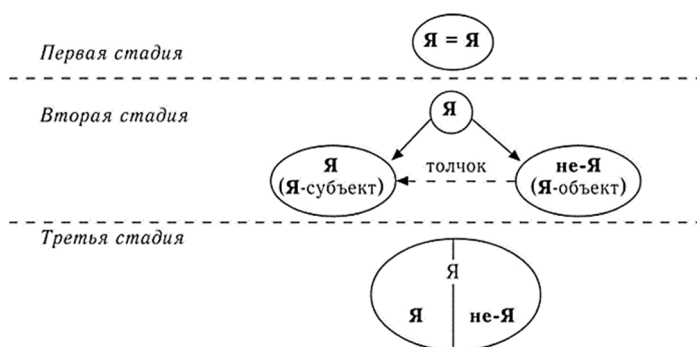 Первая стадия
Я = Я
Вторая стадия
Я
Я
(Я-субъект)
толчок
не-Я
(Я-объект)
Третья стадия
Я
Я
не-Я